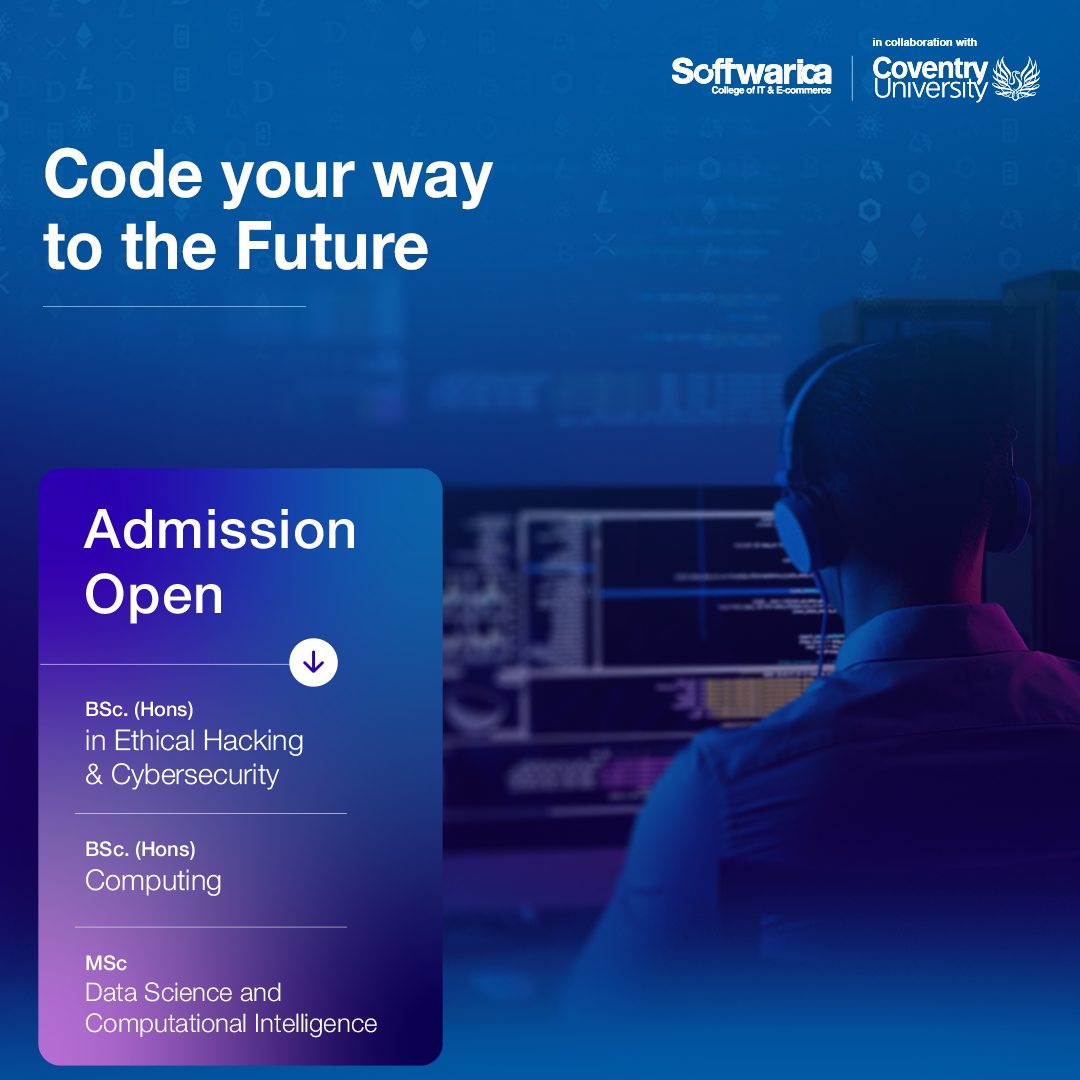 in collaboration with
Softwarica
College of IT & E-commerce
Coventry
University
Code your way
to the Future
Admission
Open
BSc. (Hons)
in Ethical Hacking
& Cybersecurity
BSc. (Hons)
Computing
MSc
Data Science and
Computational Intelligence